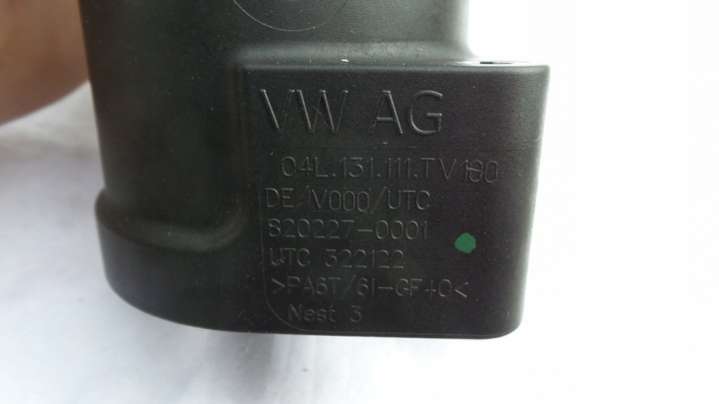 VW AG
04L.131.111.TV180
DE/V000/UTC
820227-0001
UTC 322122
>PA6T/6I-GF40<
Nest 3